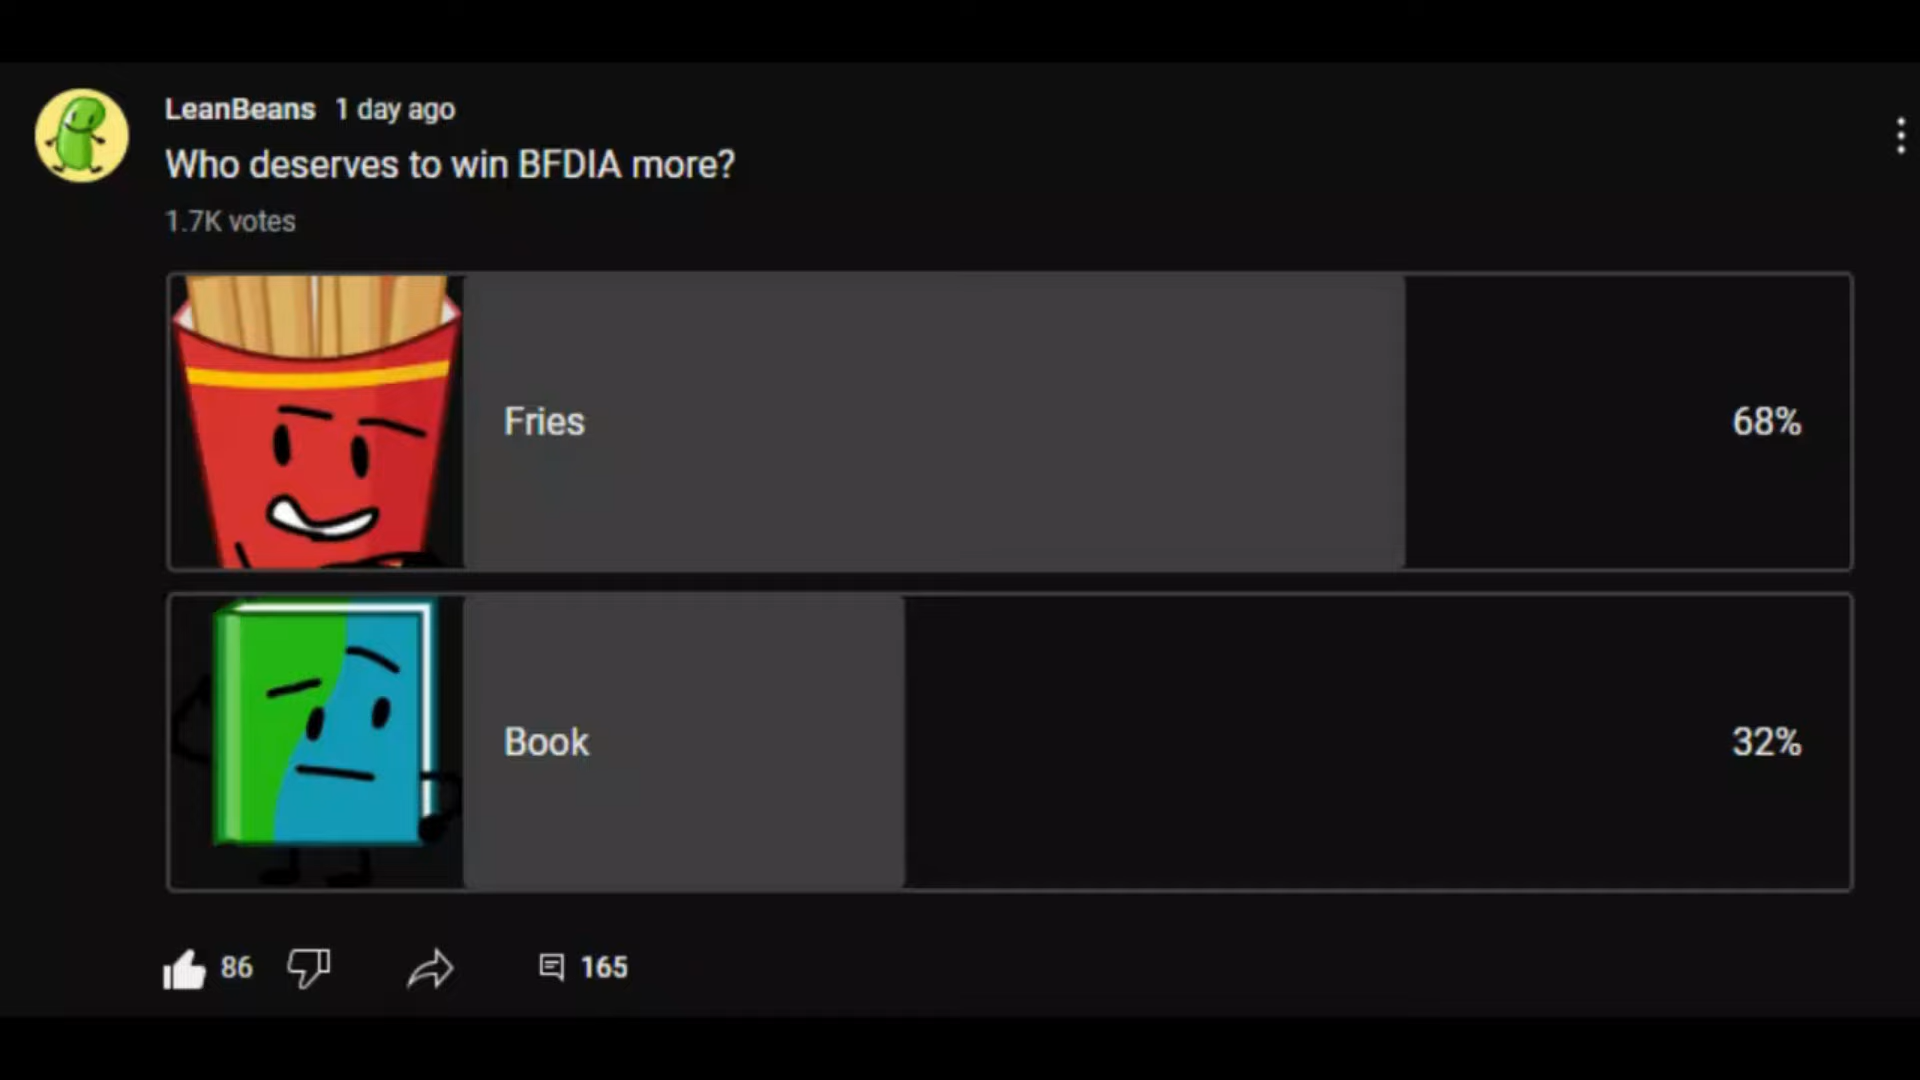 LeanBeans 1 day ago
Who deserves to win BFDIA more?
1.7K votes
Fries 68%
Book 32%
86 165